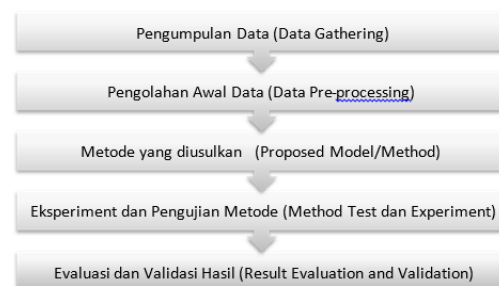 Pengumpulan Data (Data Gathering)
Pengolahan Awal Data (Data Pre-processing)
Metode yang diusulkan (Proposed Model/Method)
Eksperiment dan Pengujian Metode (Method Test dan Experiment)
Evaluasi dan Validasi Hasil (Result Evaluation and Validation)